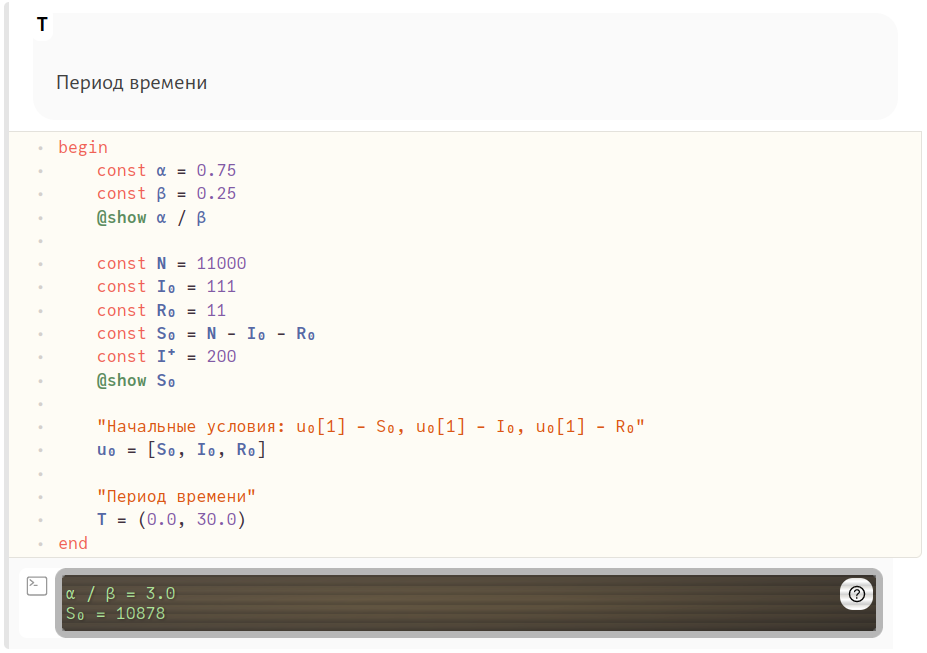 T
Период времени
begin
const α = 0.75
const β = 0.25
@show α / β
const N = 11000
const I₀ = 111
const R₀ = 11
const S₀ = N - I₀ - R₀
const I⁺ = 200
@show S₀
"Начальные условия: u₀[1] - S₀, u₀[1] - I₀, u₀[1] - R₀"
u₀ = [S₀, I₀, R₀]
"Период времени"
T = (0.0, 30.0)
end
α / β = 3.0
S₀ = 10878